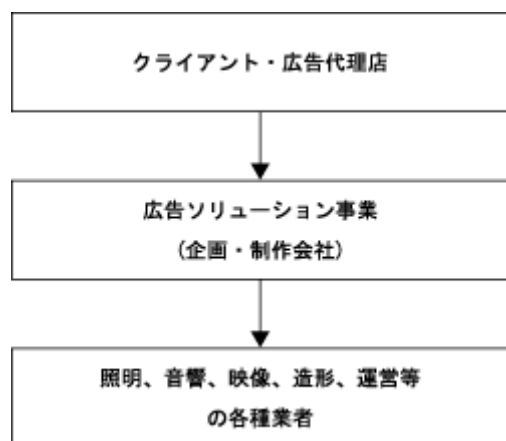 クライアント・広告代理店
広告ソリューション事業
(企画・制作会社)
照明、音響、映像、造形、運営等
の各種業者